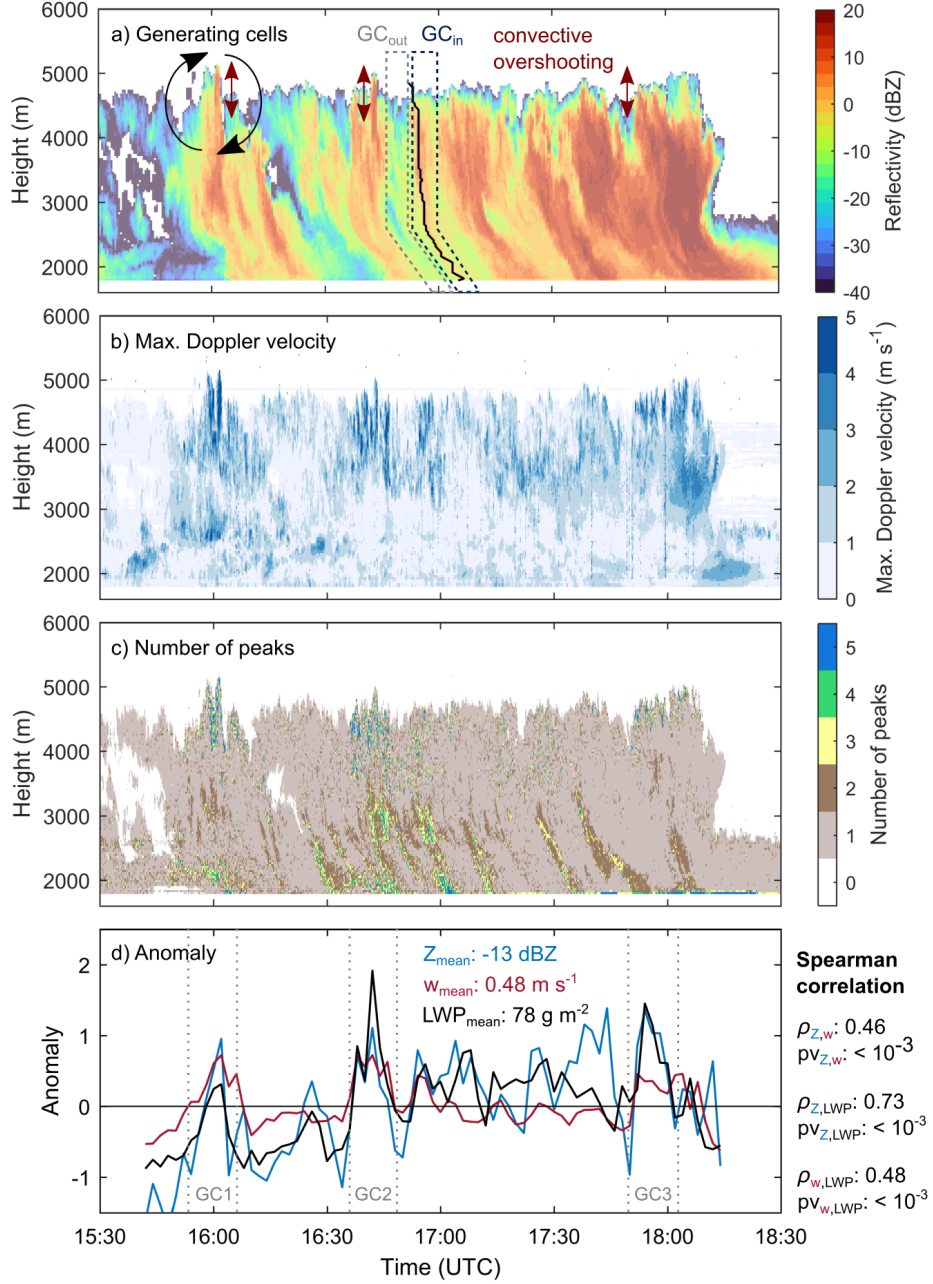 6000
5000
4000
3000
2000
Height (m)
a) Generating cells
GCout
GCin
convective
overshooting
20
10
0
-10
-20
-30
-40
Reflectivity (dBZ)
6000
5000
4000
3000
2000
Height (m)
b) Max. Doppler velocity
5
4
3
2
1
0
Max. Doppler velocity (m s⁻¹)
6000
5000
4000
3000
2000
Height (m)
c) Number of peaks
5
4
3
2
1
0
Number of peaks
2
1
0
-1
Anomaly
d) Anomaly
Zmean: -13 dBZ
wmean: 0.48 m s⁻¹
LWPmean: 78 g m⁻²
GC1
GC2
GC3
15:30
16:00
16:30
17:00
17:30
18:00
18:30
Time (UTC)
Spearman
correlation
ρZ,w: 0.46
pvZ,w: < 10⁻³
ρZ,LWP: 0.73
pvZ,LWP: < 10⁻³
ρw,LWP: 0.48
pvw,LWP: < 10⁻³